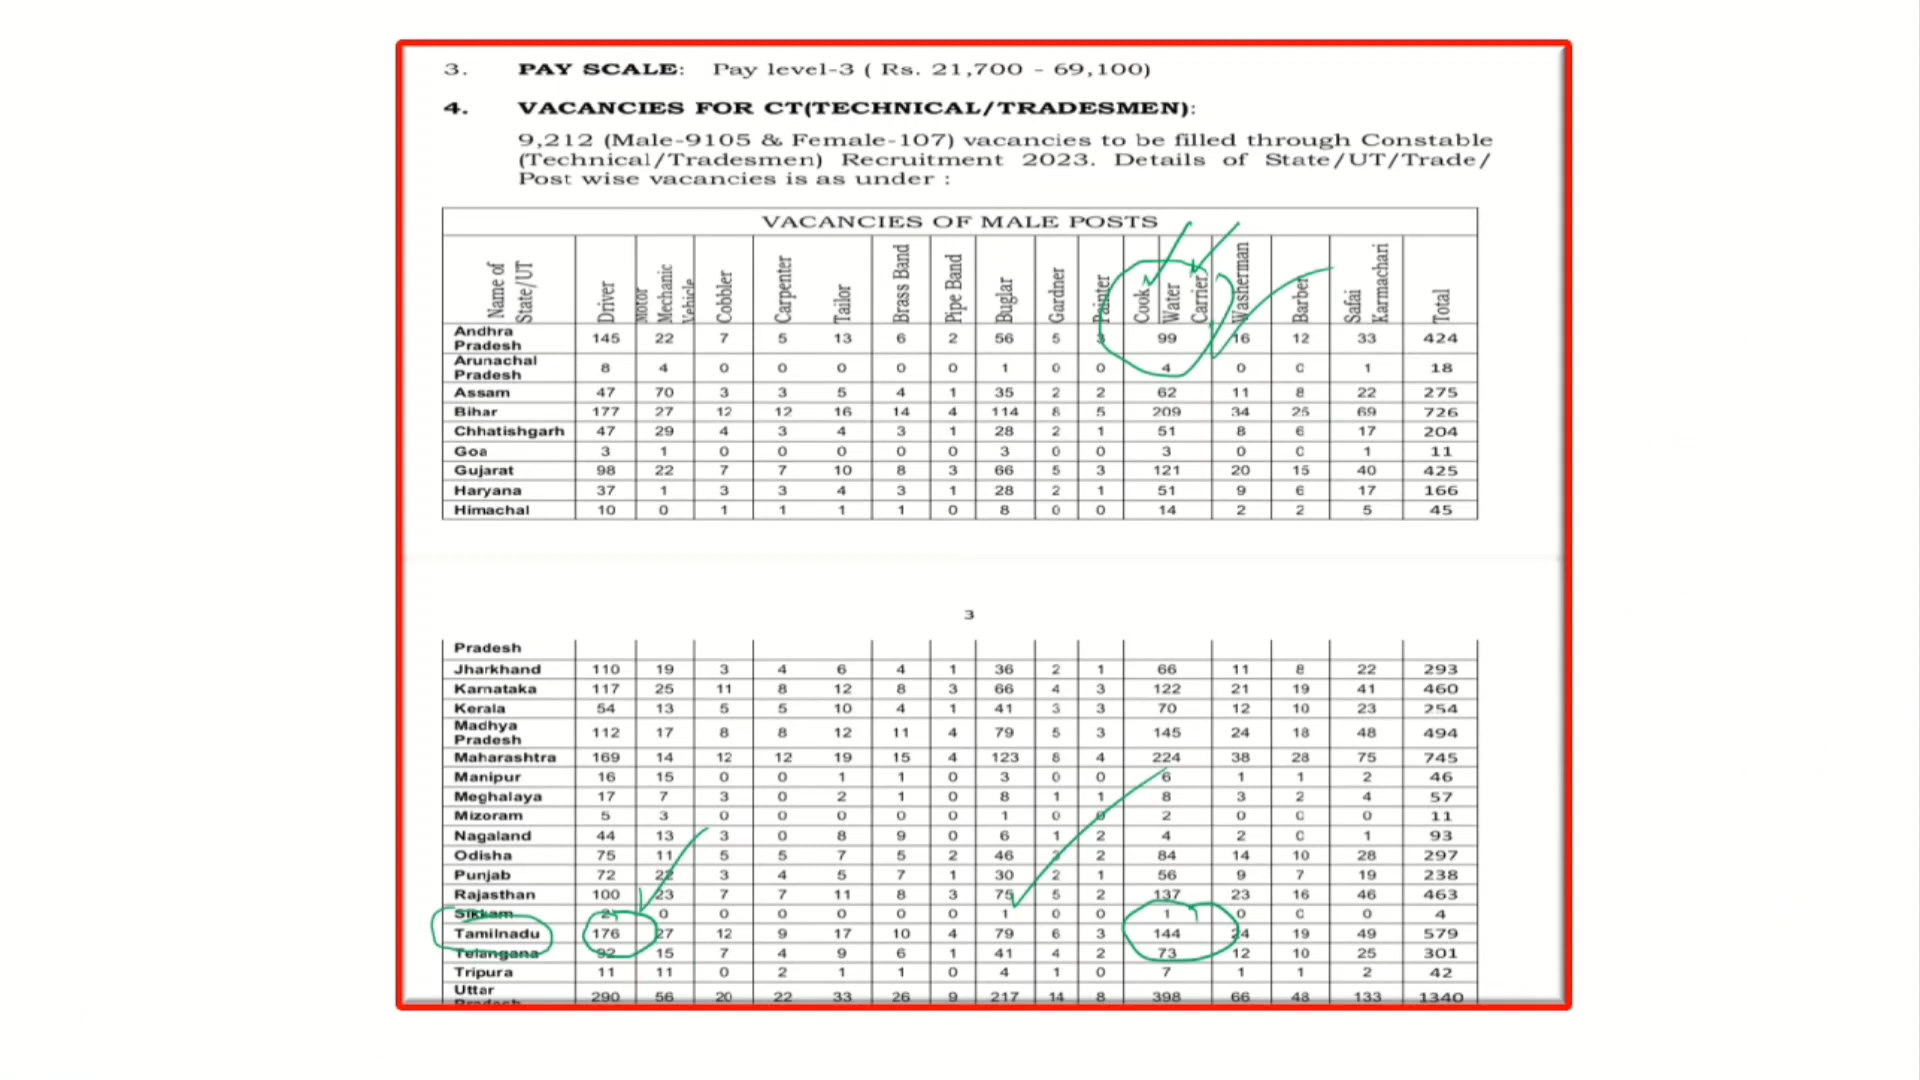 3. PAY SCALE: Pay level-3 ( Rs. 21,700 - 69,100)
4. VACANCIES FOR CT(TECHNICAL/TRADESMEN):
9,212 (Male-9105 & Female-107) vacancies to be filled through Constable
(Technical/Tradesmen) Recruitment 2023. Details of State/UT/Trade/
Post wise vacancies is as under :
VACANCIES OF MALE POSTS
Name of State/UT Driver Motor Mechanic Vehicle Cobbler Carpenter Tailor Brass Band Pipe Band Buglar Gardner Painter Cook Water Carrier Washerman Barber Safai Karmachari Total
Andhra Pradesh 145 22 7 5 13 6 2 56 5 99 16 12 33 424
Arunachal Pradesh 8 4 0 0 0 0 0 1 0 0 4 0 0 1 18
Assam 47 70 3 3 5 4 1 35 2 2 62 11 8 22 275
Bihar 177 27 12 12 16 14 4 114 8 5 209 34 25 69 726
Chhatishgarh 47 29 4 3 4 3 1 28 2 1 51 8 6 17 204
Goa 3 1 0 0 0 0 0 3 0 0 3 0 0 1 11
Gujarat 98 22 7 7 10 8 3 66 5 3 121 20 15 40 425
Haryana 37 1 3 3 4 3 1 28 2 1 51 9 6 17 166
Himachal 10 0 1 1 1 1 0 8 0 0 14 2 2 5 45
3
Pradesh
Jharkhand 110 19 3 4 6 4 1 36 2 1 66 11 8 22 293
Karnataka 117 25 11 8 12 8 3 66 4 3 122 21 19 41 460
Kerala 54 13 5 5 10 4 1 41 3 3 70 12 10 23 254
Madhya Pradesh 112 17 8 8 12 11 4 79 5 3 145 24 18 48 494
Maharashtra 169 14 12 12 19 15 4 123 8 4 224 38 28 75 745
Manipur 16 15 0 0 1 1 0 3 0 0 6 1 1 2 46
Meghalaya 17 7 3 0 2 1 0 8 1 1 8 3 2 4 57
Mizoram 5 3 0 0 0 0 0 1 0 0 2 0 0 0 11
Nagaland 44 13 3 0 8 9 0 6 1 2 4 2 0 1 93
Odisha 75 11 5 5 7 5 2 46 2 84 14 10 28 297
Punjab 72 22 3 4 5 7 1 30 2 1 56 9 7 19 238
Rajasthan 100 23 7 7 11 8 3 75 5 2 137 23 16 46 463
Sikkam 0 0 0 0 0 0 1 0 0 1 0 0 0 4
Tamilnadu 176 27 12 9 17 10 4 79 6 3 144 24 19 49 579
Telangana 92 15 7 4 9 6 1 41 4 2 73 12 10 25 301
Tripura 11 11 0 2 1 1 0 4 1 0 7 1 1 2 42
Uttar Pradesh 290 56 20 22 33 26 9 217 14 8 398 66 48 133 1340